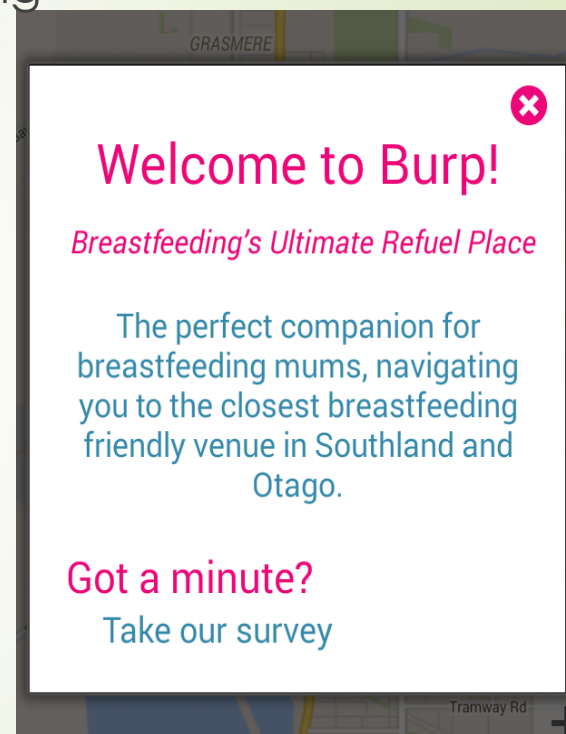 GRASMERE
Welcome to Burp!
Breastfeeding's Ultimate Refuel Place
The perfect companion for
breastfeeding mums, navigating
you to the closest breastfeeding
friendly venue in Southland and
Otago.
Got a minute?
Take our survey
Tramway Rd